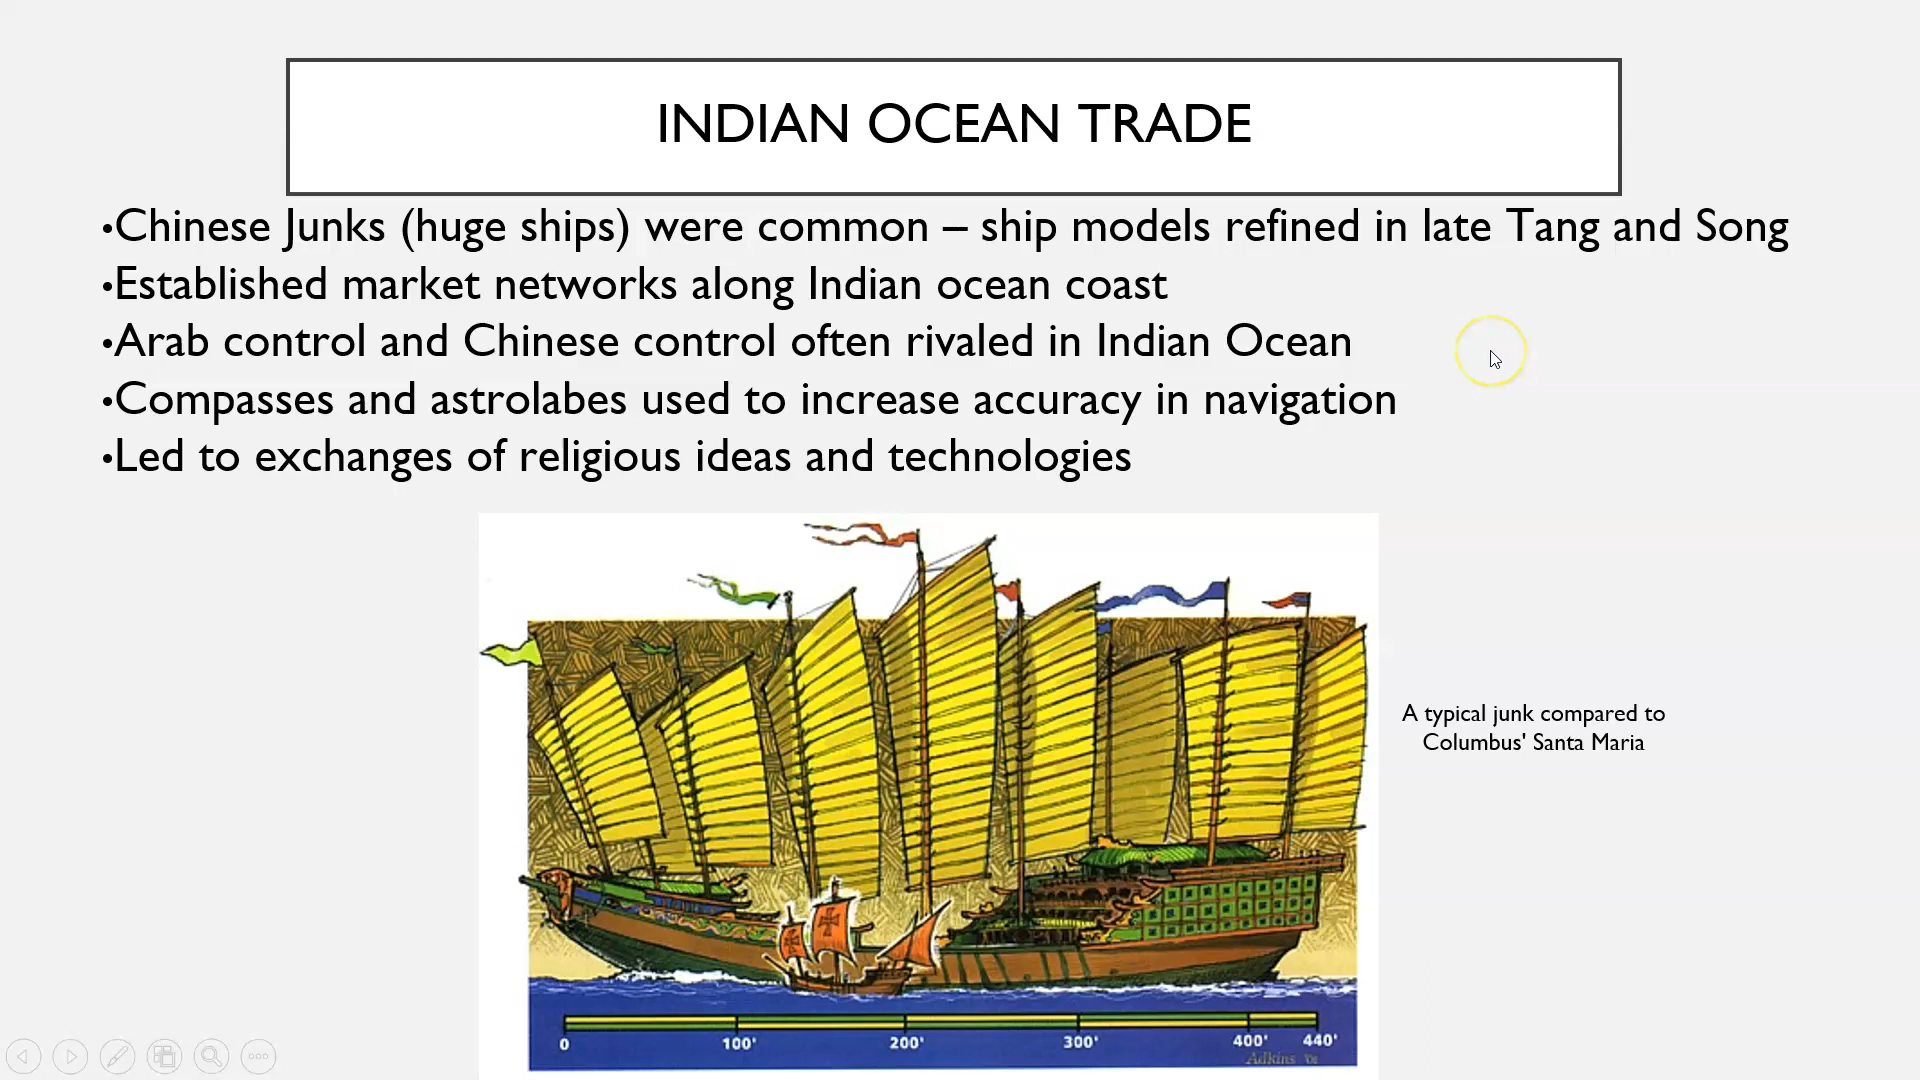 INDIAN OCEAN TRADE
•Chinese Junks (huge ships) were common – ship models refined in late Tang and Song
•Established market networks along Indian ocean coast
•Arab control and Chinese control often rivaled in Indian Ocean
•Compasses and astrolabes used to increase accuracy in navigation
•Led to exchanges of religious ideas and technologies
A typical junk compared to
Columbus' Santa Maria
0 100' 200' 300' 400' 440'
Adkins